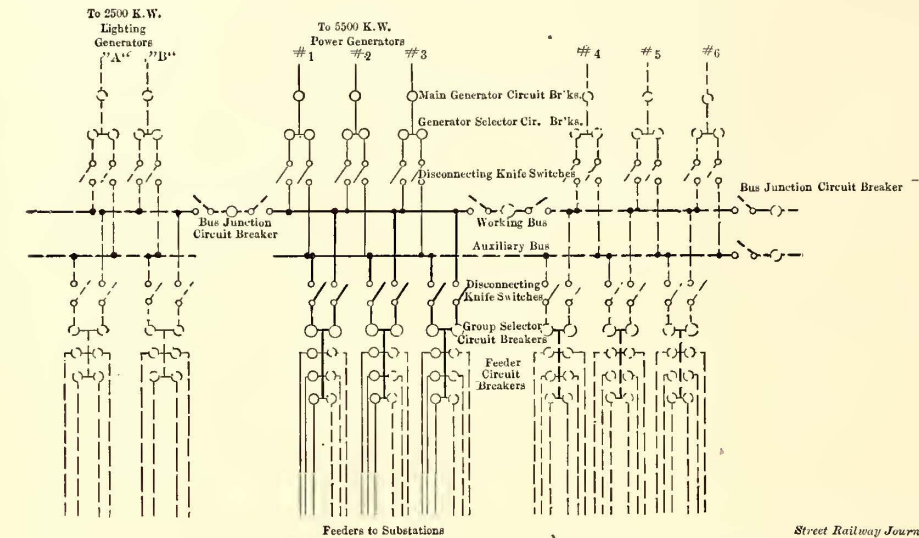 To 2500 K.W.
Lighting
Generators
"A" "B"
To 5500 K.W.
Power Generators
#1 #2 #3 #4 #5 #6
Main Generator Circuit Br'ks.
Generator Selector Cir. Br'ks.
Disconnecting Knife Switches
Bus Junction Circuit Breaker
Bus Junction
Circuit Breaker
Working Bus
Auxiliary Bus
Disconnecting
Knife Switches
Group Selector
Circuit Breakers
Feeder
Circuit
Breakers
Feeders to Substations
Street Railway Journ